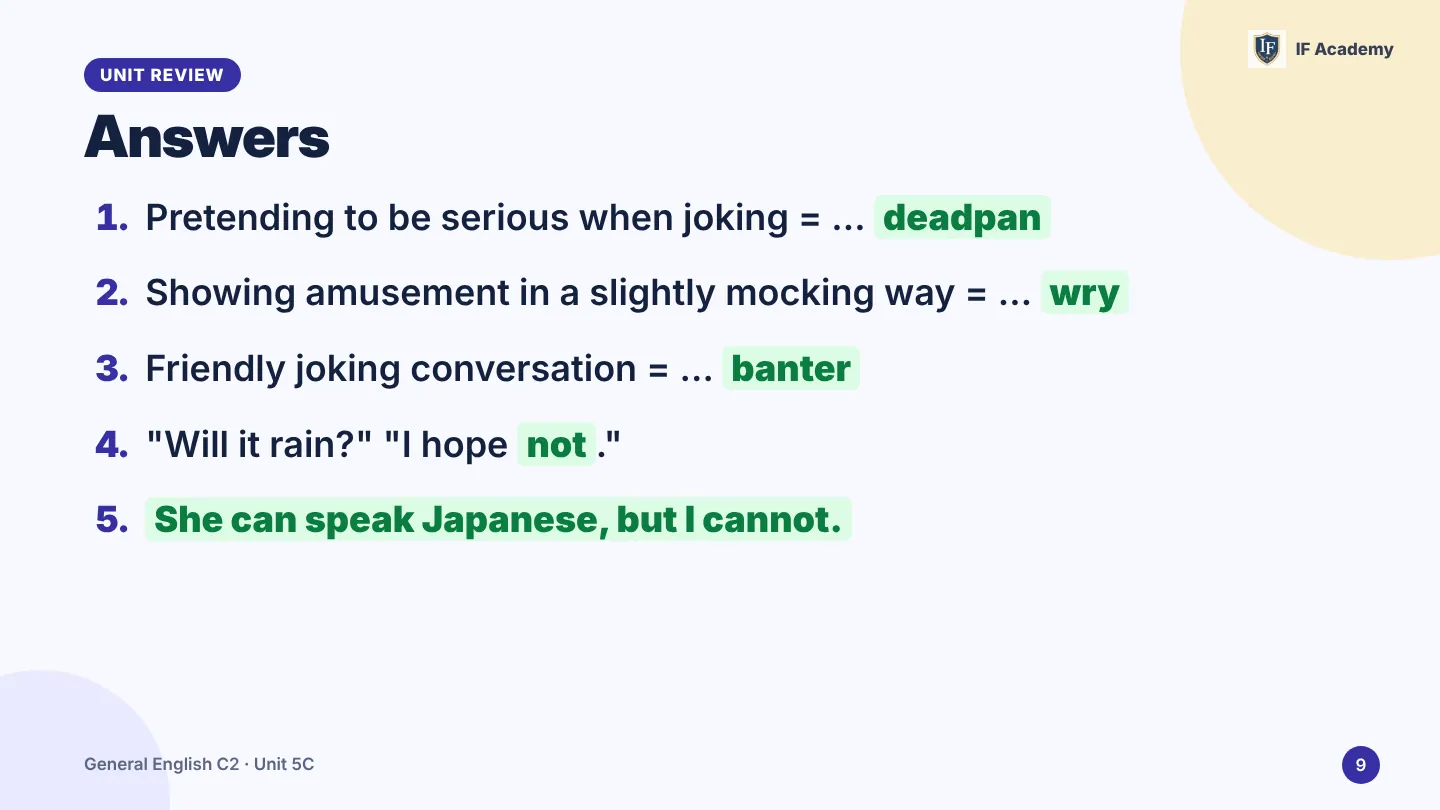 IF
IF Academy
UNIT REVIEW
Answers
1. Pretending to be serious when joking = ... deadpan
2. Showing amusement in a slightly mocking way = ... wry
3. Friendly joking conversation = ... banter
4. "Will it rain?" "I hope not."
5. She can speak Japanese, but I cannot.
General English C2 · Unit 5C
9